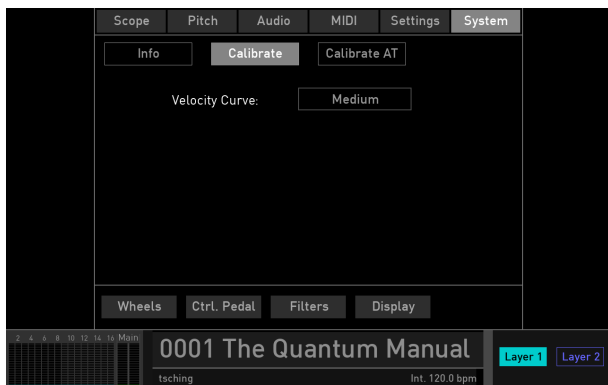 Scope Pitch Audio MIDI Settings System
Info Calibrate Calibrate AT
Velocity Curve: Medium
Wheels Ctrl. Pedal Filters Display
2 4 6 8 10 12 14 16 Main
0001 The Quantum Manual
Layer 1 Layer 2
tsching Int. 120.0 bpm